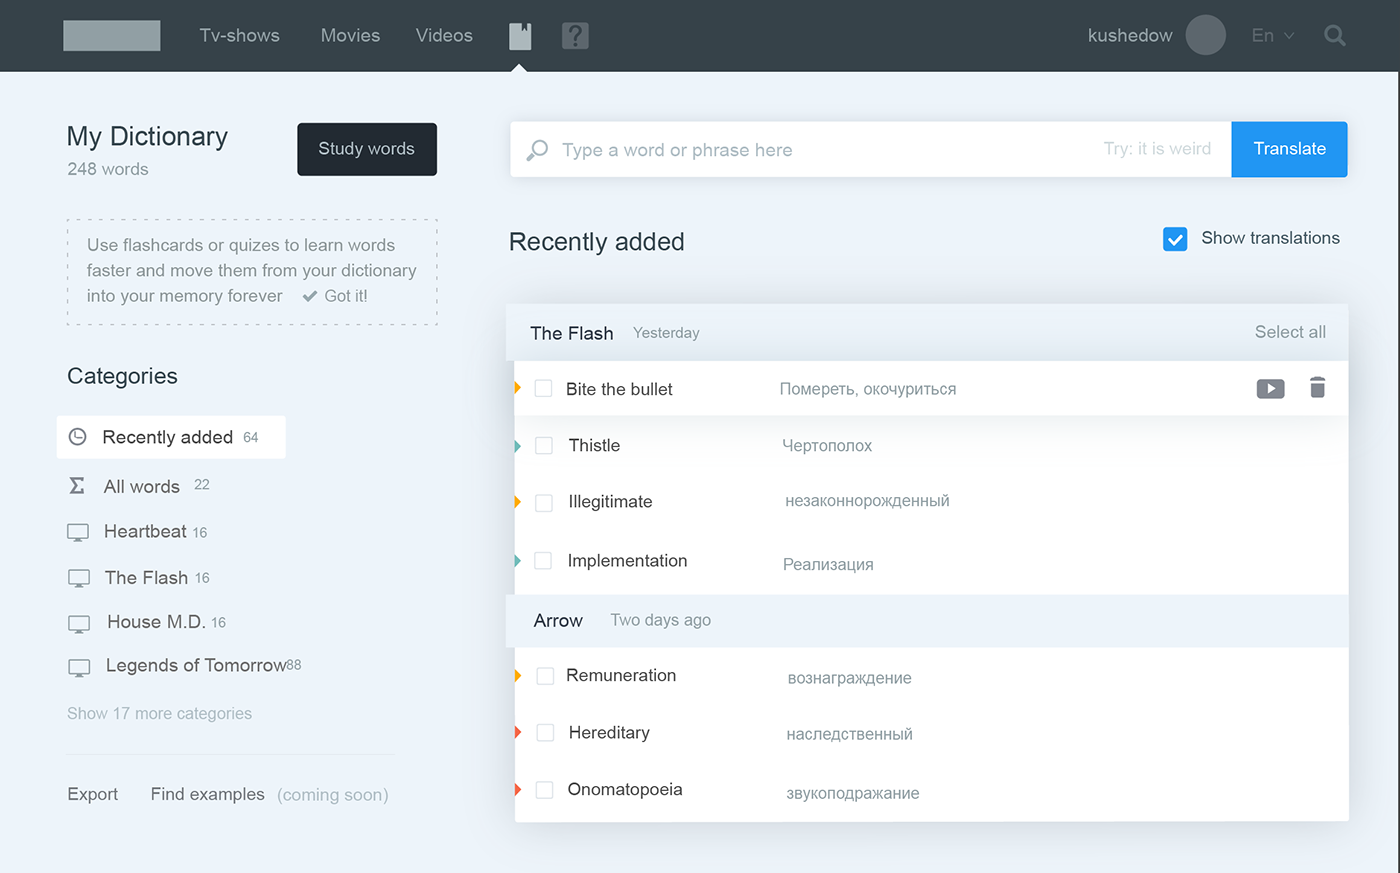 Tv-shows Movies Videos ? kushedow En
My Dictionary
248 words
Study words
Type a word or phrase here Try: it is weird Translate
Use flashcards or quizes to learn words
faster and move them from your dictionary
into your memory forever Got it!
Categories
Recently added 64
Σ All words 22
Heartbeat 16
The Flash 16
House M.D. 16
Legends of Tomorrow 88
Show 17 more categories
Export Find examples (coming soon)
Recently added Show translations
The Flash Yesterday Select all
Bite the bullet Помереть, окочуриться
Thistle Чертополох
Illegitimate незаконнорожденный
Implementation Реализация
Arrow Two days ago
Remuneration вознаграждение
Hereditary наследственный
Onomatopoeia звукоподражание